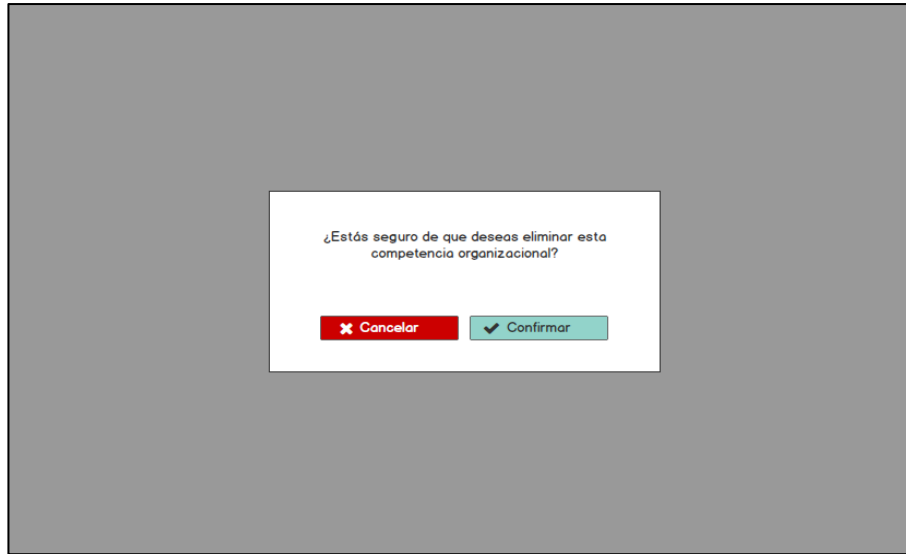 ¿Estás seguro de que deseas eliminar esta
competencia organizacional?
Cancelar
Confirmar